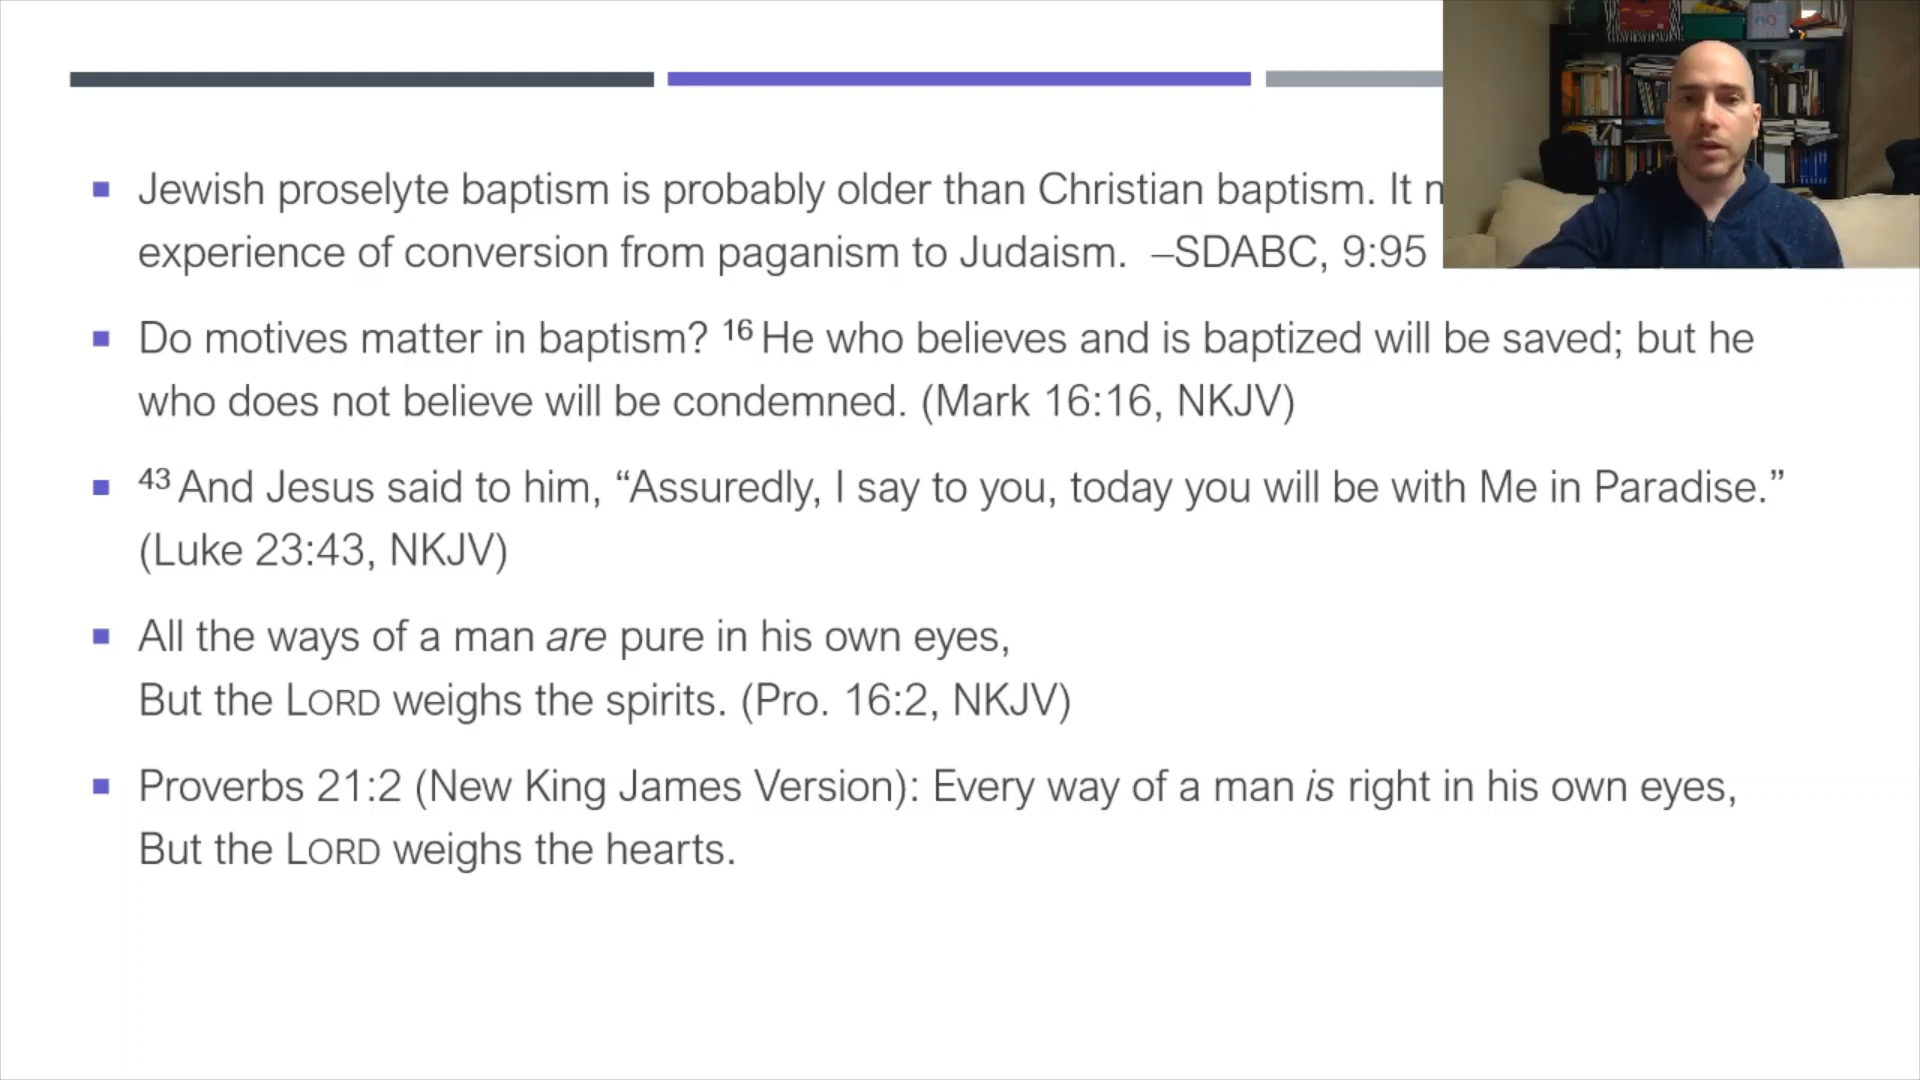 Jewish proselyte baptism is probably older than Christian baptism. It
experience of conversion from paganism to Judaism. –SDABC, 9:95
Do motives matter in baptism? 16 He who believes and is baptized will be saved; but he
who does not believe will be condemned. (Mark 16:16, NKJV)
43 And Jesus said to him, “Assuredly, I say to you, today you will be with Me in Paradise.”
(Luke 23:43, NKJV)
All the ways of a man are pure in his own eyes,
But the LORD weighs the spirits. (Pro. 16:2, NKJV)
Proverbs 21:2 (New King James Version): Every way of a man is right in his own eyes,
But the LORD weighs the hearts.